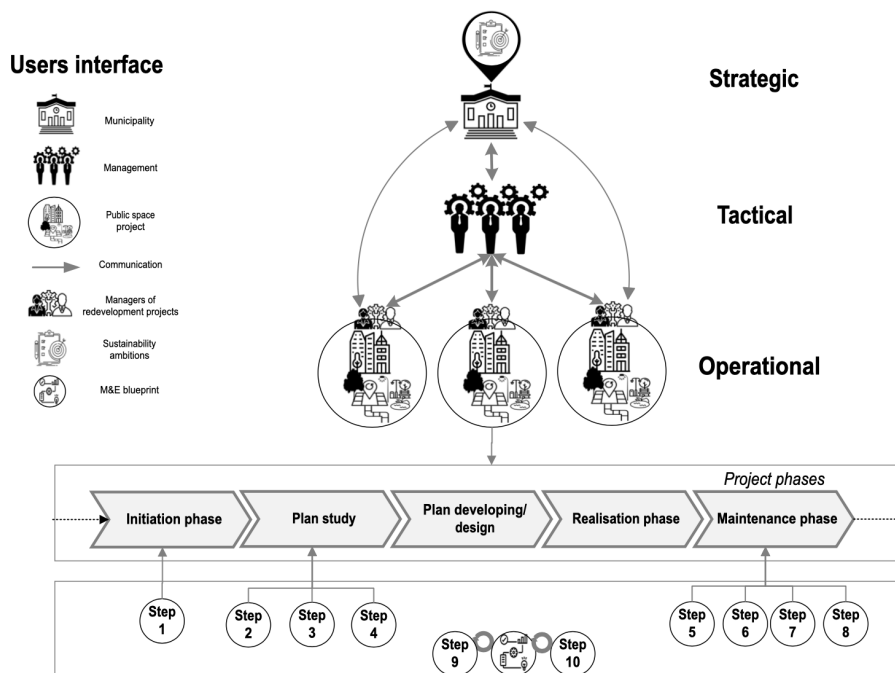 Users interface
Municipality
Management
Public space
project
Communication
Managers of
redevelopment projects
Sustainability
ambitions
M&E blueprint
Strategic
Tactical
Operational
Project phases
Initiation phase
Plan study
Plan developing/
design
Realisation phase
Maintenance phase
Step
1
Step
2
Step
3
Step
4
Step
5
Step
6
Step
7
Step
8
Step
9
Step
10